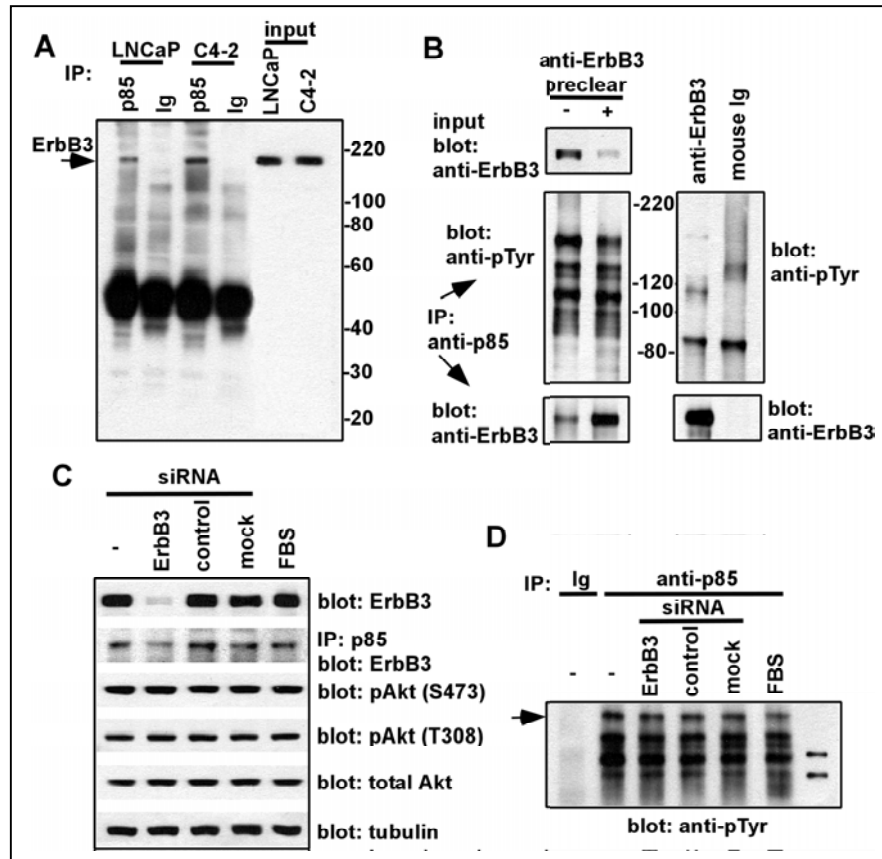 A
LNCaP C4-2 input
IP: p85 Ig p85 Ig LNCaP C4-2
ErbB3
-220
-100
-80
-60
-40
-30
-20
B
anti-ErbB3
preclear
- +
input
blot:
anti-ErbB3
anti-ErbB3 mouse Ig
-220
blot:
anti-pTyr
blot:
anti-pTyr
-120
-100
IP:
anti-p85
-80-
blot:
anti-ErbB3
blot:
anti-ErbB3
C
siRNA
- ErbB3 control mock FBS
blot: ErbB3
IP: p85
blot: ErbB3
blot: pAkt (S473)
blot: pAkt (T308)
blot: total Akt
blot: tubulin
D
IP: Ig anti-p85
siRNA
- - ErbB3 control mock FBS
blot: anti-pTyr